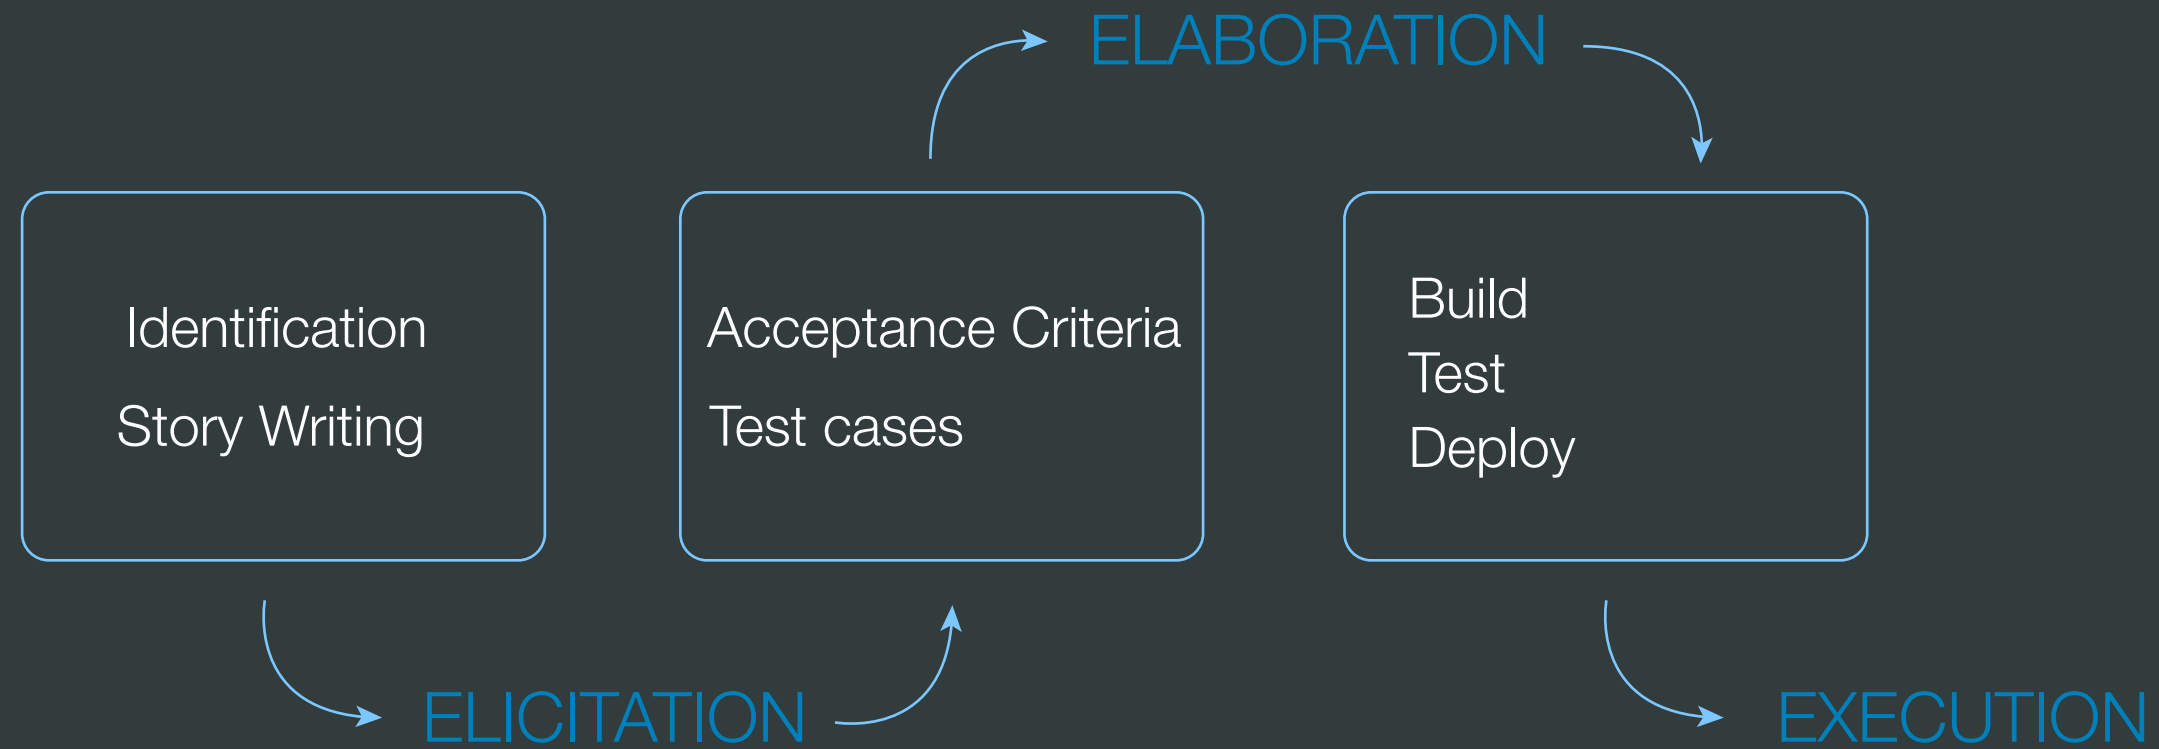 ELABORATION
Identification
Story Writing
Acceptance Criteria
Test cases
Build
Test
Deploy
ELICITATION
EXECUTION